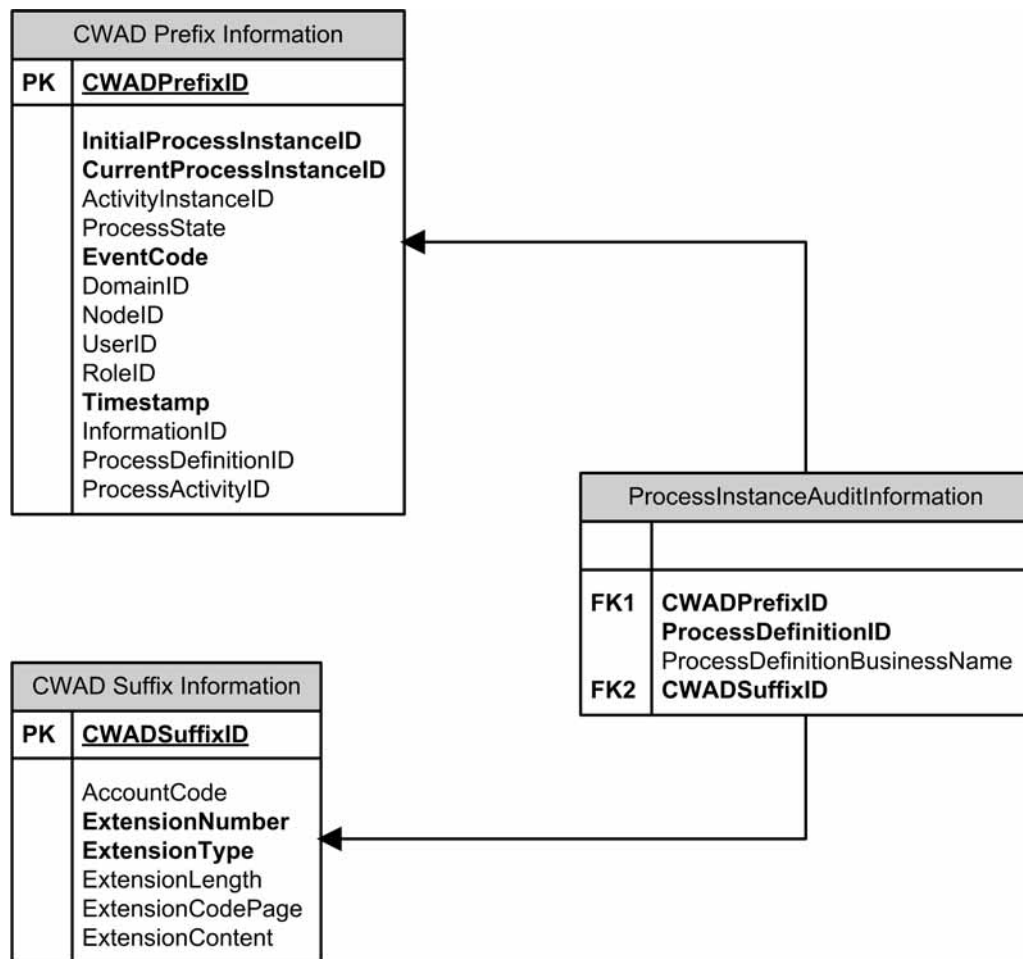 CWAD Prefix Information
PK CWADPrefixID
InitialProcessInstanceID
CurrentProcessInstanceID
ActivityInstanceID
ProcessState
EventCode
DomainID
NodeID
UserID
RoleID
Timestamp
InformationID
ProcessDefinitionID
ProcessActivityID
ProcessInstanceAuditInformation
FK1 CWADPrefixID
ProcessDefinitionID
ProcessDefinitionBusinessName
FK2 CWADSuffixID
CWAD Suffix Information
PK CWADSuffixID
AccountCode
ExtensionNumber
ExtensionType
ExtensionLength
ExtensionCodePage
ExtensionContent